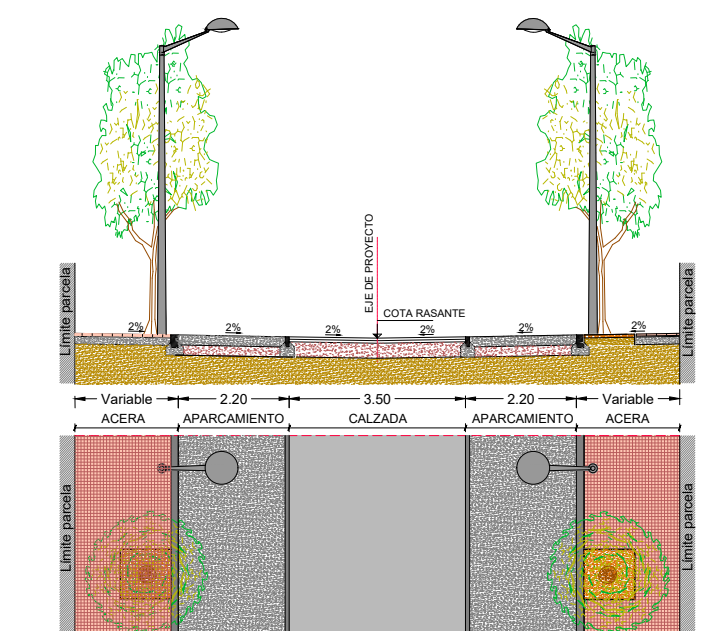 EJE DE PROYECTO
COTA RASANTE
Límite parcela
2%
2%
2%
2%
2%
2%
Límite parcela
Variable
2.20
3.50
2.20
Variable
ACERA
APARCAMIENTO
CALZADA
APARCAMIENTO
ACERA
Límite parcela
Límite parcela